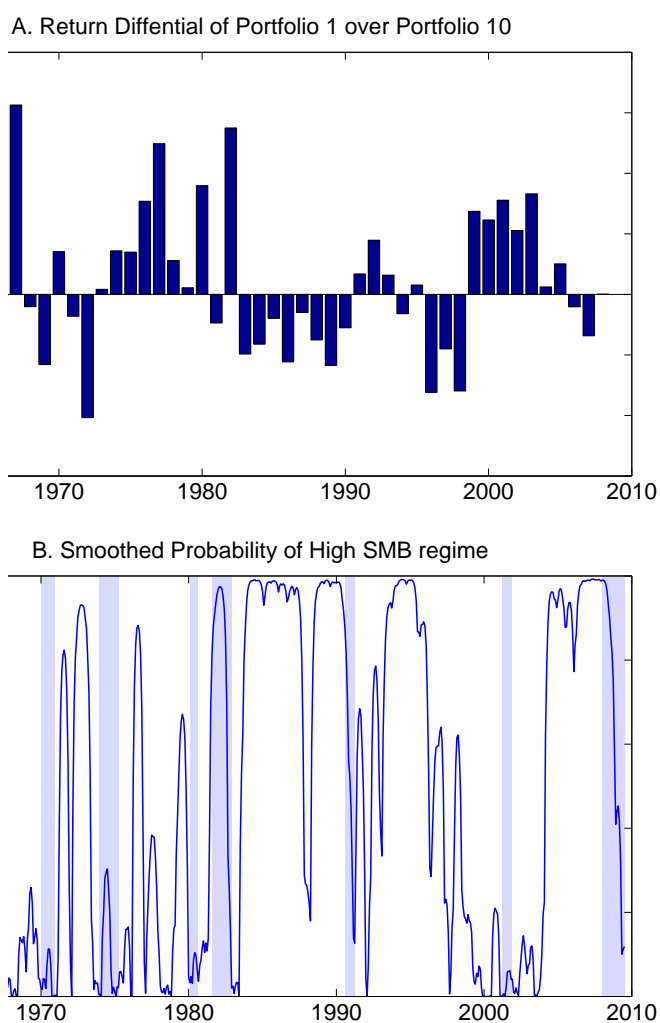 A. Return Diffential of Portfolio 1 over Portfolio 10
1970 1980 1990 2000 2010
B. Smoothed Probability of High SMB regime
1970 1980 1990 2000 2010